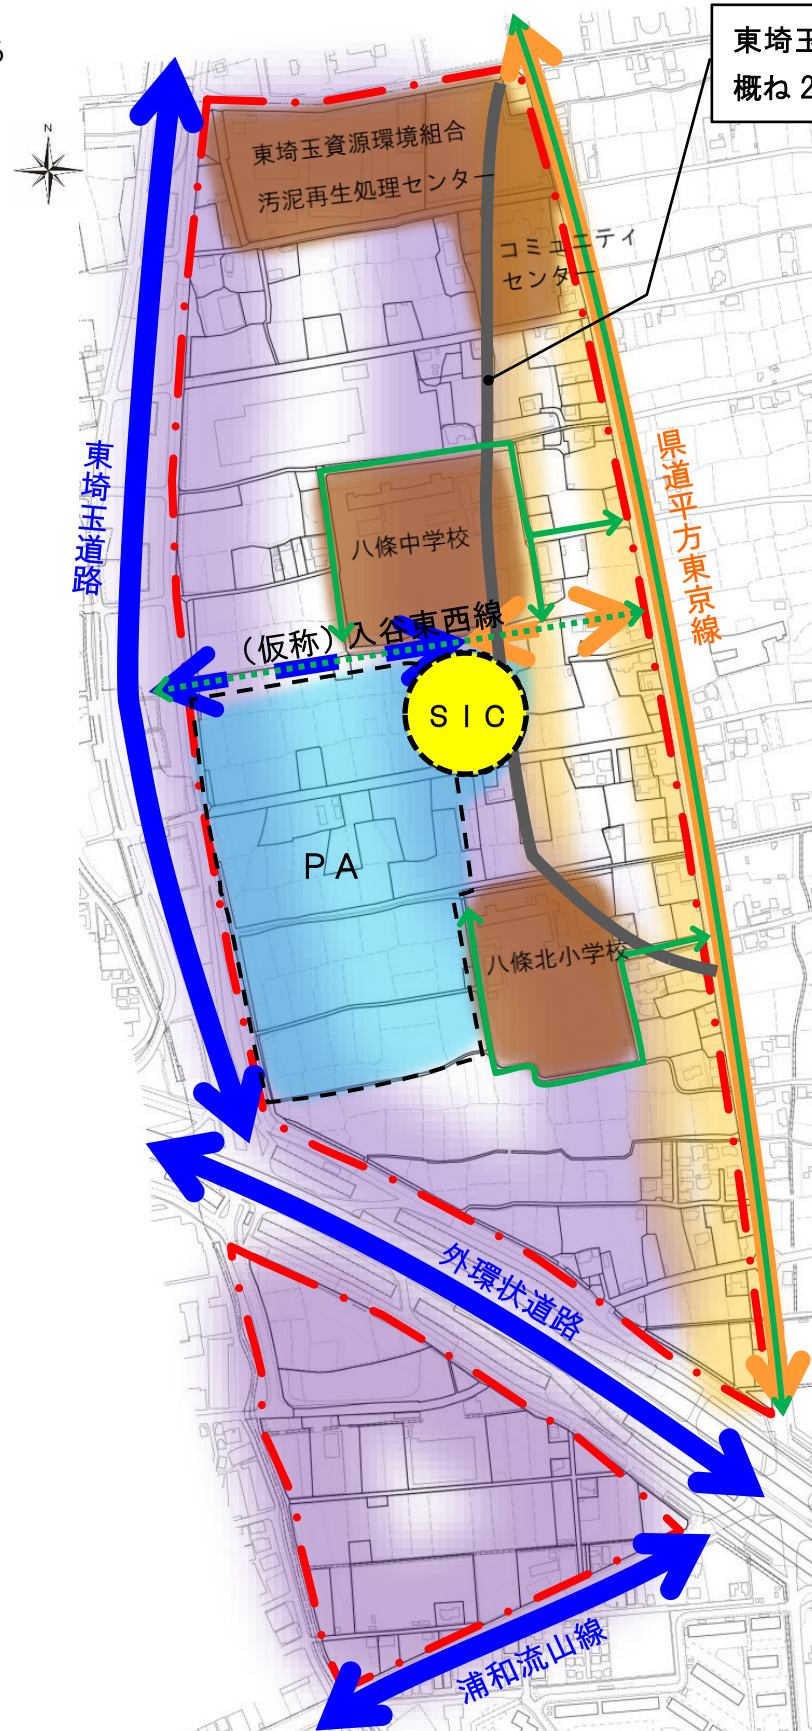 東埼玉
概ね 2
N
東埼玉資源環境組合
汚泥再生処理センター
コミュニティ
センター
東埼玉道路
県道平方東京線
八條中学校
（仮称）入谷東西線
ＳＩＣ
ＰＡ
八條北小学校
外環状道路
浦和流山線